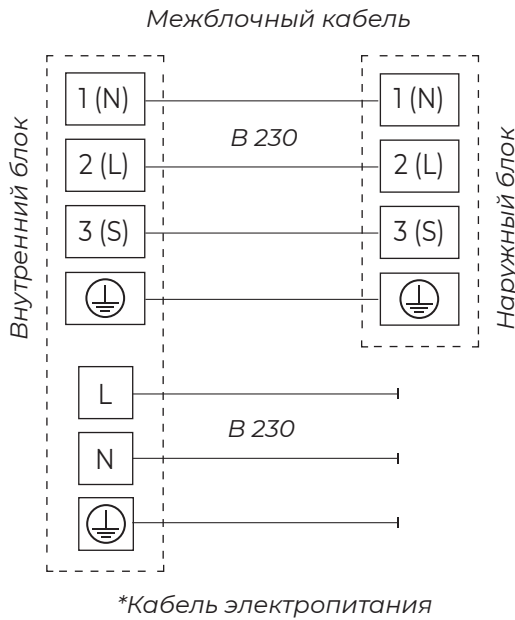 Межблочный кабель
Внутренний блок
Наружный блок
1 (N)
1 (N)
В 230
2 (L)
2 (L)
3 (S)
3 (S)
L
В 230
N
*Кабель электропитания